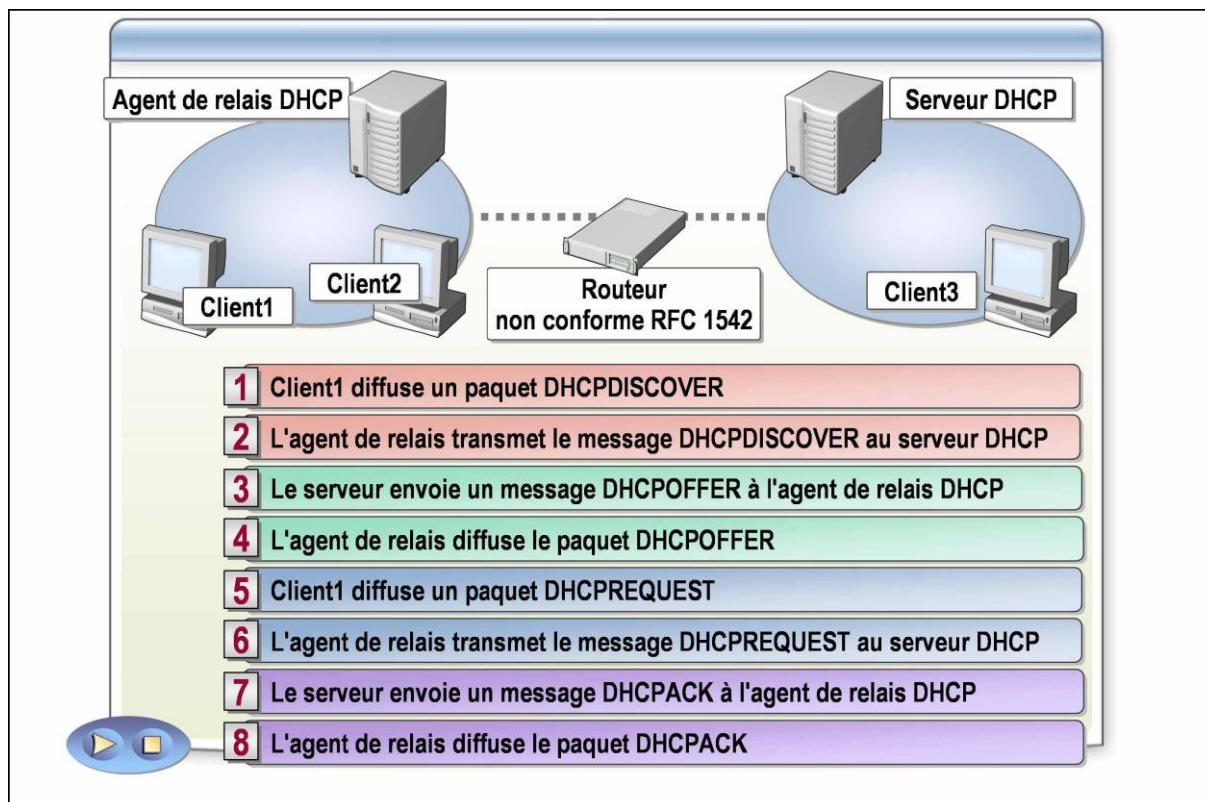 Agent de relais DHCP
Serveur DHCP
Client1
Client2
Routeur
non conforme RFC 1542
Client3
1 Client1 diffuse un paquet DHCPDISCOVER
2 L'agent de relais transmet le message DHCPDISCOVER au serveur DHCP
3 Le serveur envoie un message DHCPOFFER à l'agent de relais DHCP
4 L'agent de relais diffuse le paquet DHCPOFFER
5 Client1 diffuse un paquet DHCPREQUEST
6 L'agent de relais transmet le message DHCPREQUEST au serveur DHCP
7 Le serveur envoie un message DHCPACK à l'agent de relais DHCP
8 L'agent de relais diffuse le paquet DHCPACK